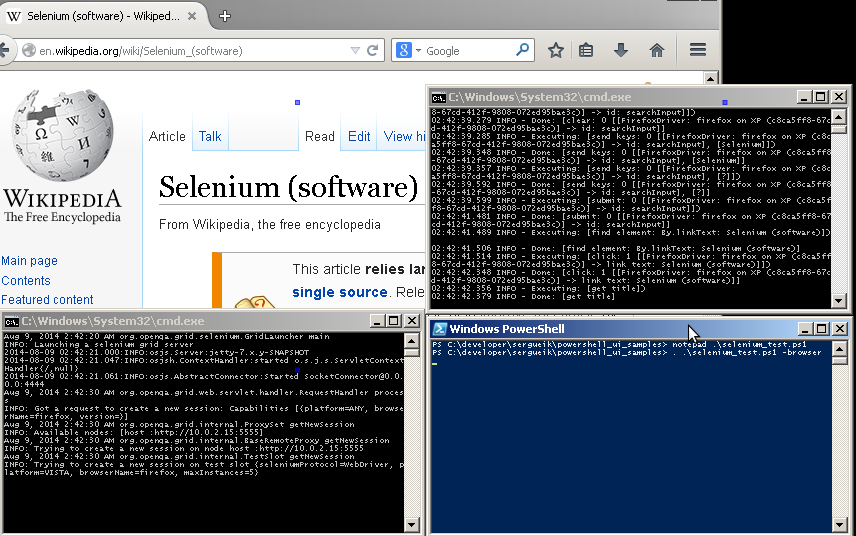 Selenium (software) - Wikiped...
en.wikipedia.org/wiki/Selenium_(software)
Google
WIKIPEDIA
The Free Encyclopedia
Main page
Contents
Featured content
Article Talk Read Edit View hi
Selenium (software)
From Wikipedia, the free encyclopedia
This article relies lar
single source. Rele
C:\Windows\System32\cmd.exe
8-67cd-412f-9808-072ed95bae3c)] -> id: searchInput]])
02:42:39.279 INFO - Done: [clear: 0 [[FirefoxDriver: firefox on XP (c8ca5ff8-67c
d-412f-9808-072ed95bae3c)] -> id: searchInput]]
02:42:39.285 INFO - Executing: [send keys: 0 [[FirefoxDriver: firefox on XP (c8c
a5ff8-67cd-412f-9808-072ed95bae3c)] -> id: searchInput], [Selenium]])
02:42:39.348 INFO - Done: [send keys: 0 [[FirefoxDriver: firefox on XP (c8ca5ff8
-67cd-412f-9808-072ed95bae3c)] -> id: searchInput], [Selenium]]
02:42:39.357 INFO - Executing: [send keys: 0 [[FirefoxDriver: firefox on XP (c8c
a5ff8-67cd-412f-9808-072ed95bae3c)] -> id: searchInput], [?]])
02:42:39.592 INFO - Done: [send keys: 0 [[FirefoxDriver: firefox on XP (c8ca5ff8
-67cd-412f-9808-072ed95bae3c)] -> id: searchInput], [?]]
02:42:39.599 INFO - Executing: [submit: 0 [[FirefoxDriver: firefox on XP (c8ca5f
f8-67cd-412f-9808-072ed95bae3c)] -> id: searchInput]])
02:42:41.481 INFO - Done: [submit: 0 [[FirefoxDriver: firefox on XP (c8ca5ff8-67
cd-412f-9808-072ed95bae3c)] -> id: searchInput]]
02:42:41.489 INFO - Executing: [find element: By.linkText: Selenium (software)])
02:42:41.506 INFO - Done: [find element: By.linkText: Selenium (software)]
02:42:41.514 INFO - Executing: [click: 1 [[FirefoxDriver: firefox on XP (c8ca5ff
8-67cd-412f-9808-072ed95bae3c)] -> link text: Selenium (software)]])
02:42:42.348 INFO - Done: [click: 1 [[FirefoxDriver: firefox on XP (c8ca5ff8-67c
d-412f-9808-072ed95bae3c)] -> link text: Selenium (software)]]
02:42:42.356 INFO - Executing: [get title])
02:42:42.379 INFO - Done: [get title]
C:\Windows\System32\cmd.exe
Aug 9, 2014 2:42:20 AM org.openqa.grid.selenium.GridLauncher main
INFO: Launching a selenium grid server
2014-08-09 02:42:21.000:INFO:osjs.Server:jetty-7.x.y-SNAPSHOT
2014-08-09 02:42:21.047:INFO:osjsh.ContextHandler:started o.s.j.s.ServletContext
Handler{/,null}
2014-08-09 02:42:21.061:INFO:osjs.AbstractConnector:Started SocketConnector@0.0.
0.0:4444
Aug 9, 2014 2:42:30 AM org.openqa.grid.web.servlet.handler.RequestHandler proces
s
INFO: Got a request to create a new session: Capabilities [{platform=ANY, browse
rName=firefox, version=}]
Aug 9, 2014 2:42:30 AM org.openqa.grid.internal.ProxySet getNewSession
INFO: Available nodes: [host :http://10.0.2.15:5555]
Aug 9, 2014 2:42:30 AM org.openqa.grid.internal.BaseRemoteProxy getNewSession
INFO: Trying to create a new session on node host :http://10.0.2.15:5555
Aug 9, 2014 2:42:30 AM org.openqa.grid.internal.TestSlot getNewSession
INFO: Trying to create a new session on test slot {seleniumProtocol=WebDriver, p
latform=VISTA, browserName=firefox, maxInstances=5}
Windows PowerShell
PS C:\developer\sergueik\powershell_ui_samples> notepad .\selenium_test.ps1
PS C:\developer\sergueik\powershell_ui_samples> . .\selenium_test.ps1 -browser